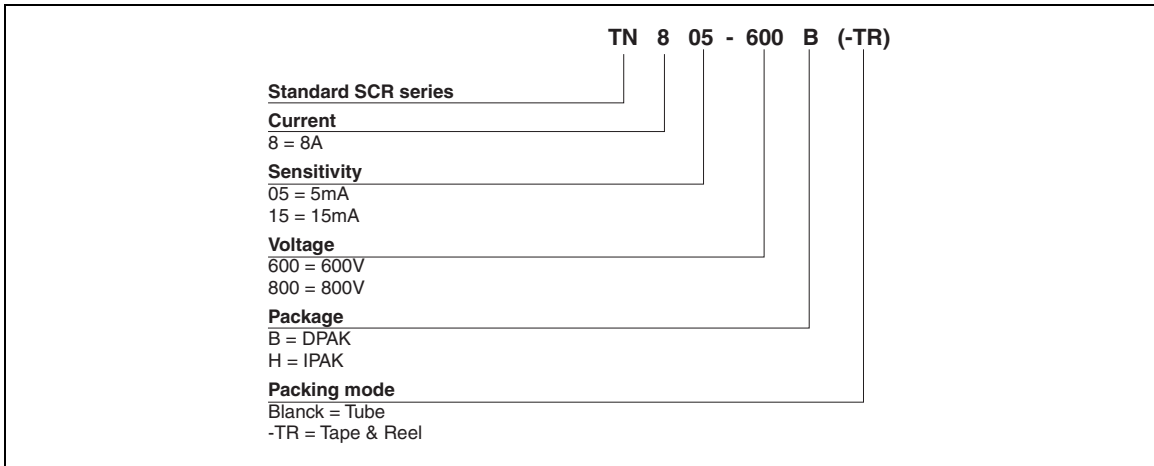 TN 8 05 - 600 B (-TR)
Standard SCR series
Current
8 = 8A
Sensitivity
05 = 5mA
15 = 15mA
Voltage
600 = 600V
800 = 800V
Package
B = DPAK
H = IPAK
Packing mode
Blanck = Tube
-TR = Tape & Reel